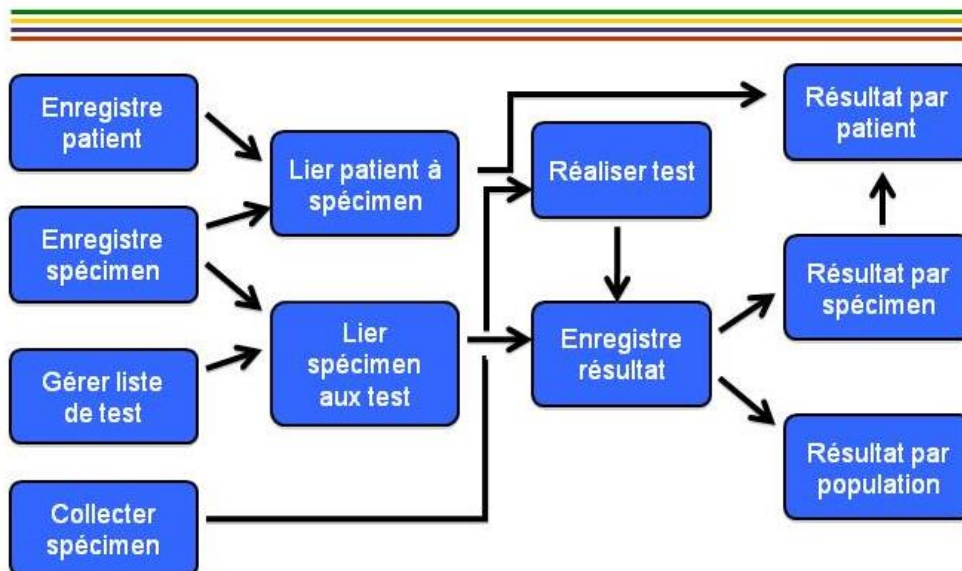 Enregistre
patient
Enregistre
spécimen
Gérer liste
de test
Collecter
spécimen
Lier patient à
spécimen
Lier
spécimen
aux test
Réaliser test
Enregistre
résultat
Résultat par
patient
Résultat par
spécimen
Résultat par
population